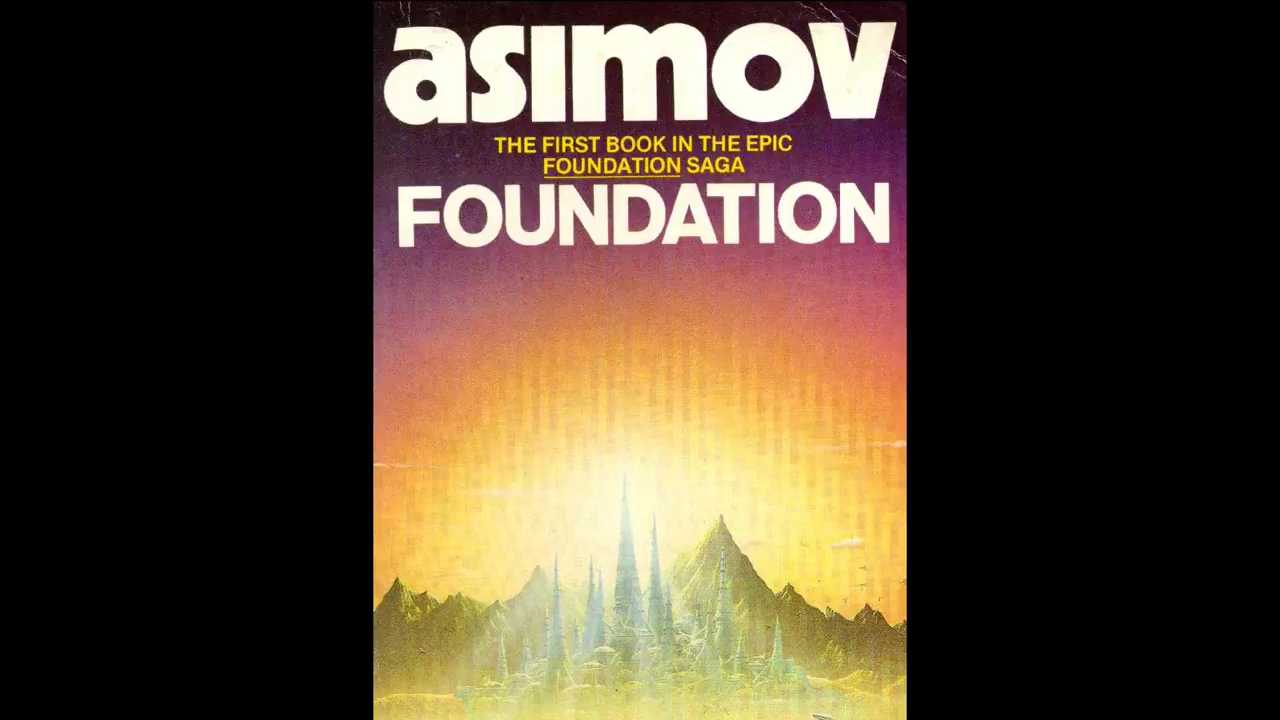 asimov
THE FIRST BOOK IN THE EPIC
FOUNDATION SAGA
FOUNDATION